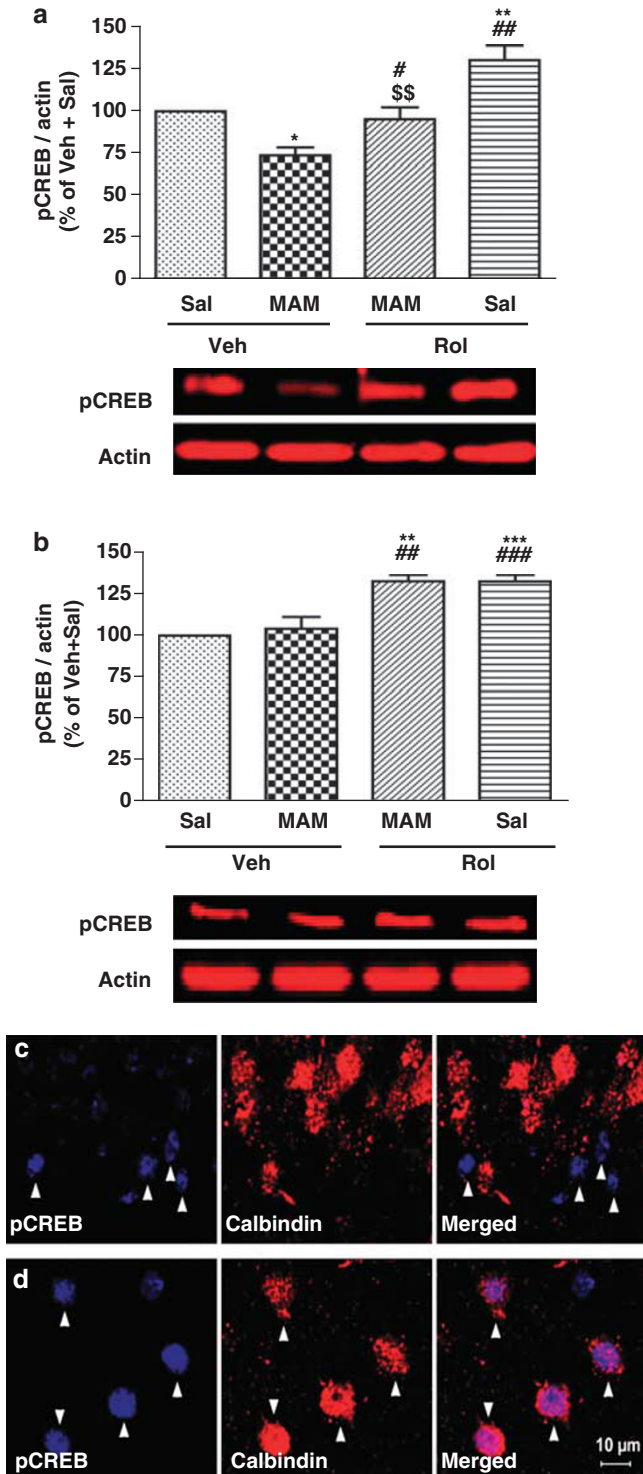 a
150
125
100
75
50
25
0
pCREB / actin
(% of Veh + Sal)
*
#
$$
**
##
Sal MAM MAM Sal
Veh Rol
pCREB
Actin
b
150
125
100
75
50
25
0
pCREB / actin
(% of Veh+Sal)
**
##
***
###
Sal MAM MAM Sal
Veh Rol
pCREB
Actin
c
pCREB Calbindin Merged
d
pCREB Calbindin Merged
10 µm